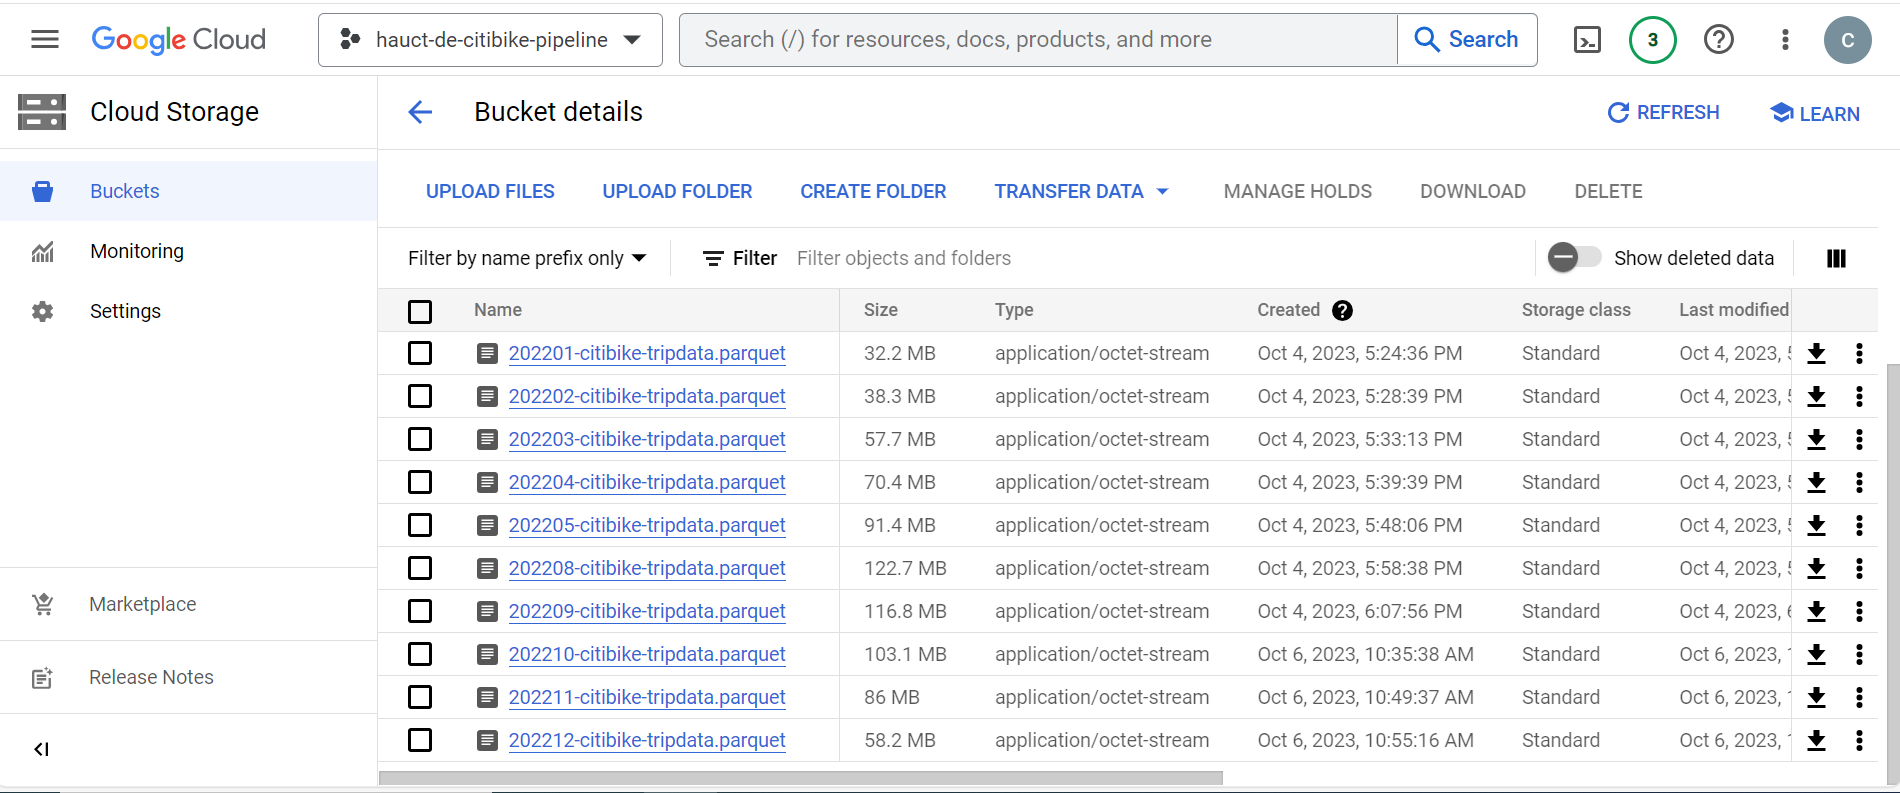 Google Cloud
hauct-de-citibike-pipeline
Search (/) for resources, docs, products, and more
Search
3
C
Cloud Storage
Bucket details
REFRESH
LEARN
Buckets
Monitoring
Settings
Marketplace
Release Notes
UPLOAD FILES
UPLOAD FOLDER
CREATE FOLDER
TRANSFER DATA
MANAGE HOLDS
DOWNLOAD
DELETE
Filter by name prefix only
Filter
Filter objects and folders
Show deleted data
Name Size Type Created Storage class Last modified
202201-citibike-tripdata.parquet 32.2 MB application/octet-stream Oct 4, 2023, 5:24:36 PM Standard Oct 4, 2023, 5
202202-citibike-tripdata.parquet 38.3 MB application/octet-stream Oct 4, 2023, 5:28:39 PM Standard Oct 4, 2023, 5
202203-citibike-tripdata.parquet 57.7 MB application/octet-stream Oct 4, 2023, 5:33:13 PM Standard Oct 4, 2023, 5
202204-citibike-tripdata.parquet 70.4 MB application/octet-stream Oct 4, 2023, 5:39:39 PM Standard Oct 4, 2023, 5
202205-citibike-tripdata.parquet 91.4 MB application/octet-stream Oct 4, 2023, 5:48:06 PM Standard Oct 4, 2023, 5
202208-citibike-tripdata.parquet 122.7 MB application/octet-stream Oct 4, 2023, 5:58:38 PM Standard Oct 4, 2023, 5
202209-citibike-tripdata.parquet 116.8 MB application/octet-stream Oct 4, 2023, 6:07:56 PM Standard Oct 4, 2023, 6
202210-citibike-tripdata.parquet 103.1 MB application/octet-stream Oct 6, 2023, 10:35:38 AM Standard Oct 6, 2023, 1
202211-citibike-tripdata.parquet 86 MB application/octet-stream Oct 6, 2023, 10:49:37 AM Standard Oct 6, 2023, 1
202212-citibike-tripdata.parquet 58.2 MB application/octet-stream Oct 6, 2023, 10:55:16 AM Standard Oct 6, 2023, 1